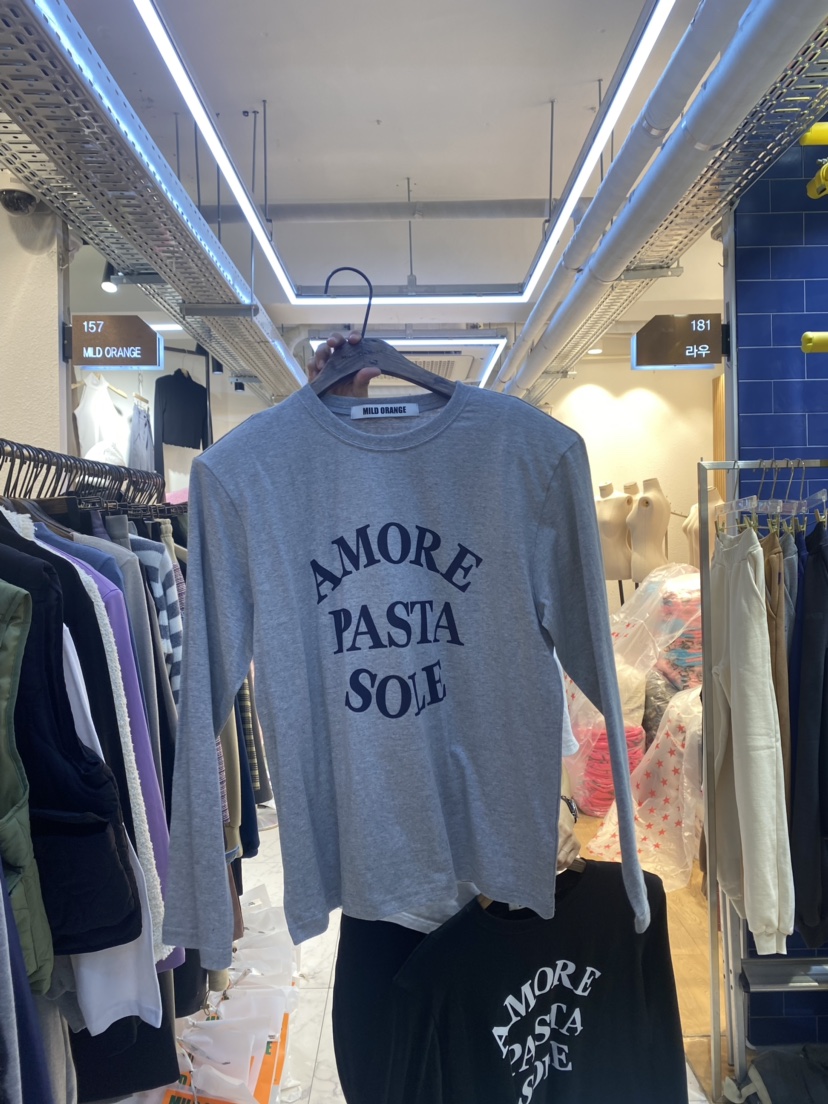 157
MILD ORANGE
181
라우
MILD ORANGE
AMORE
PASTA
SOLE
AMORE
PASTA
SOLE